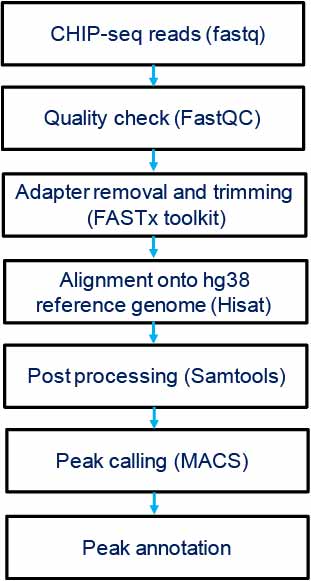 CHIP-seq reads (fastq)
Quality check (FastQC)
Adapter removal and trimming
(FASTx toolkit)
Alignment onto hg38
reference genome (Hisat)
Post processing (Samtools)
Peak calling (MACS)
Peak annotation